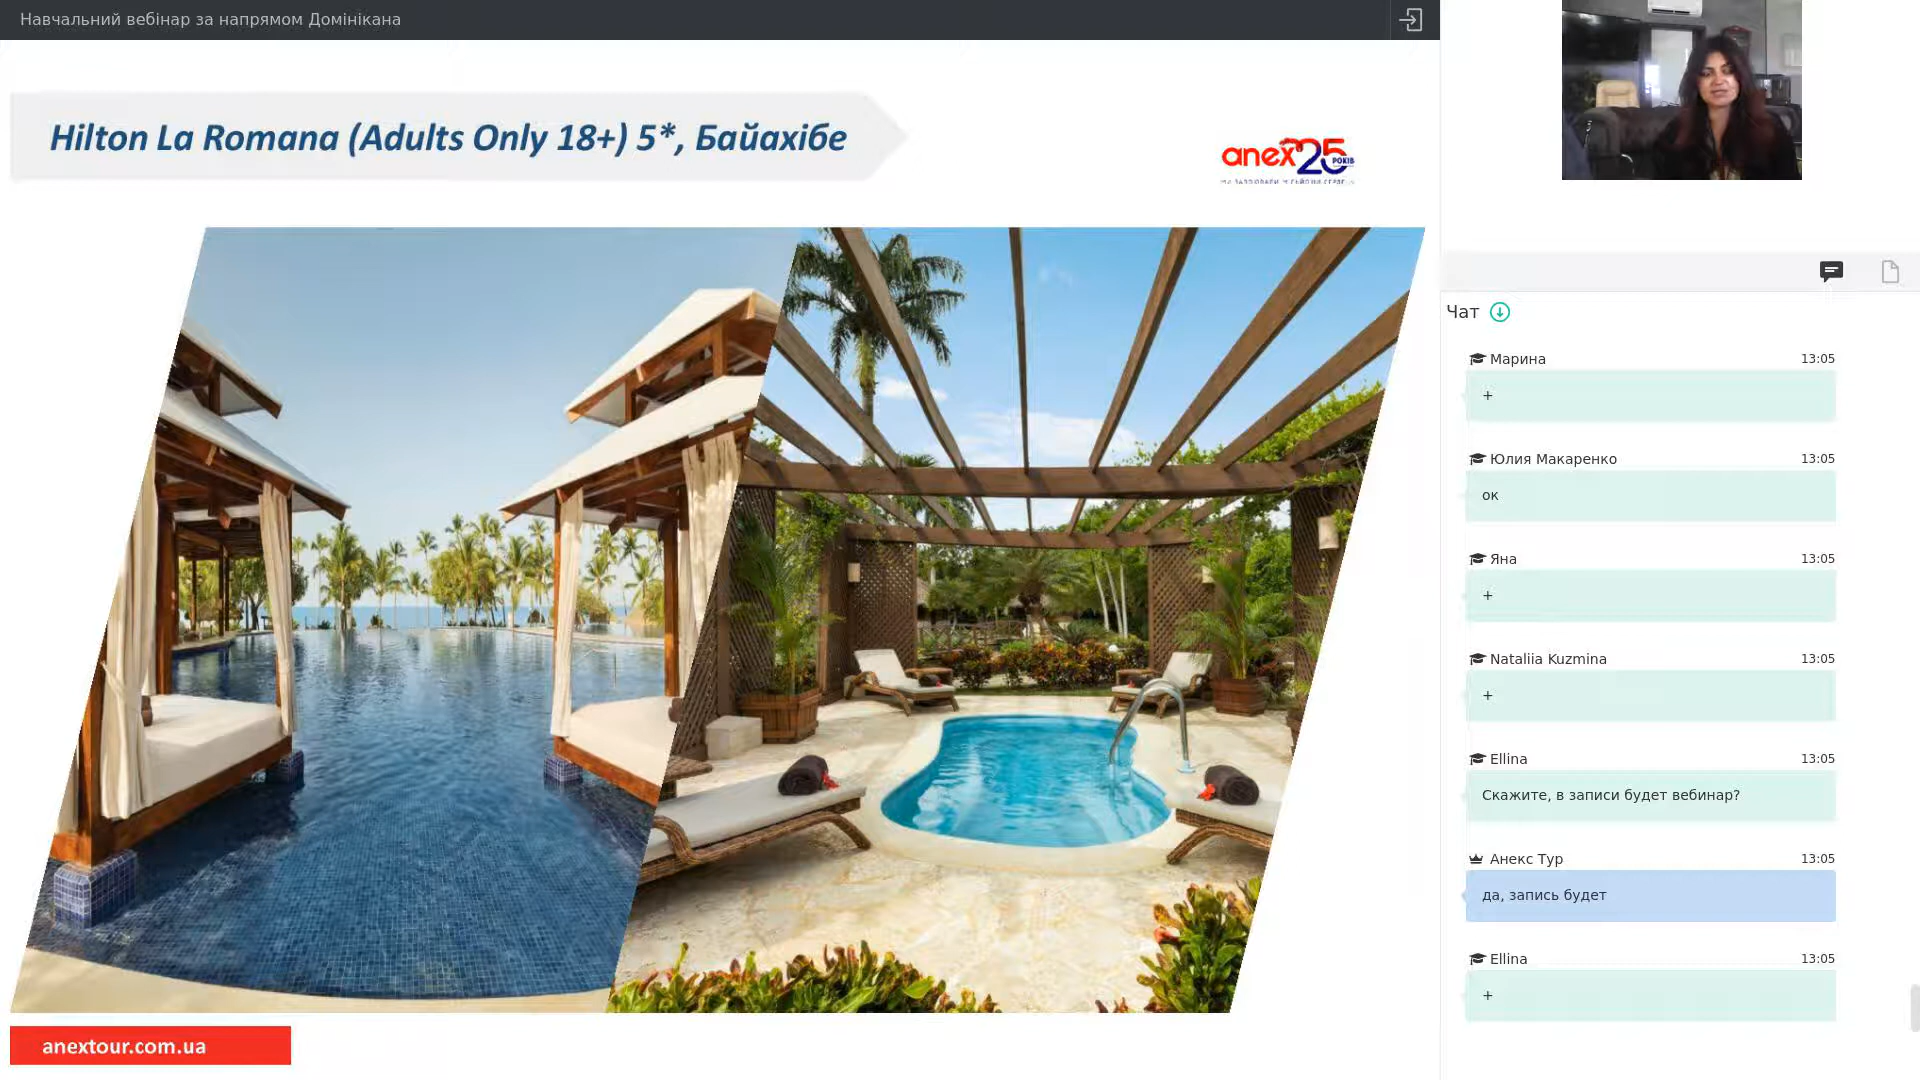 Навчальний вебінар за напрямом Домінікана
Hilton La Romana (Adults Only 18+) 5*, Байахібе
anex 25
РОКІВ
anextour.com.ua
Чат
Марина 13:05
+
Юлия Макаренко 13:05
ок
Яна 13:05
+
Nataliia Kuzmina 13:05
+
Ellina 13:05
Скажите, в записи будет вебинар?
Анекс Тур 13:05
да, запись будет
Ellina 13:05
+